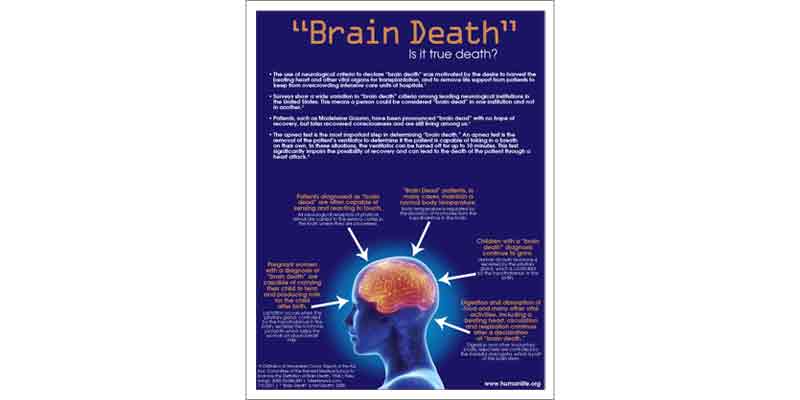 "Brain Death"
Is it true death?
• The use of neurological criteria to declare "brain death" was motivated by the desire to harvest the
beating heart and other vital organs for transplantation, and to remove life support from patients to
keep from overcrowding intensive care units of hospitals.¹
• Surveys show a wide variation in "brain death" criteria among leading neurological institutions in
the United States. This means a person could be considered "brain dead" in one institution and not
in another.²
• Patients, such as Madeleine Gauron, have been pronounced "brain dead" with no hope of
recovery, but later recovered consciousness and are still living among us.³
• The apnea test is the most important step in determining "brain death." An apnea test is the
removal of the patient's ventilator to determine if the patient is capable of taking in a breath
on their own. In these situations, the ventilator can be turned off for up to 10 minutes. This test
significantly impairs the possibility of recovery and can lead to the death of the patient through a
heart attack.⁴
Patients diagnosed as "brain
dead" are often capable of
sensing and reacting to touch.
"Brain Dead" patients, in
many cases, maintain a
normal body temperature
Children with a "brain
death" diagnosis
continue to grow.
Pregnant women
with a diagnosis of
"brain death" are
capable of carrying
their child to term
and producing milk
for the child
after birth.
Digestion and absorption of
food and many other vital
activities, including a
beating heart, circulation
and respiration continue
after a declaration
of "brain death."
www.humanlife.org